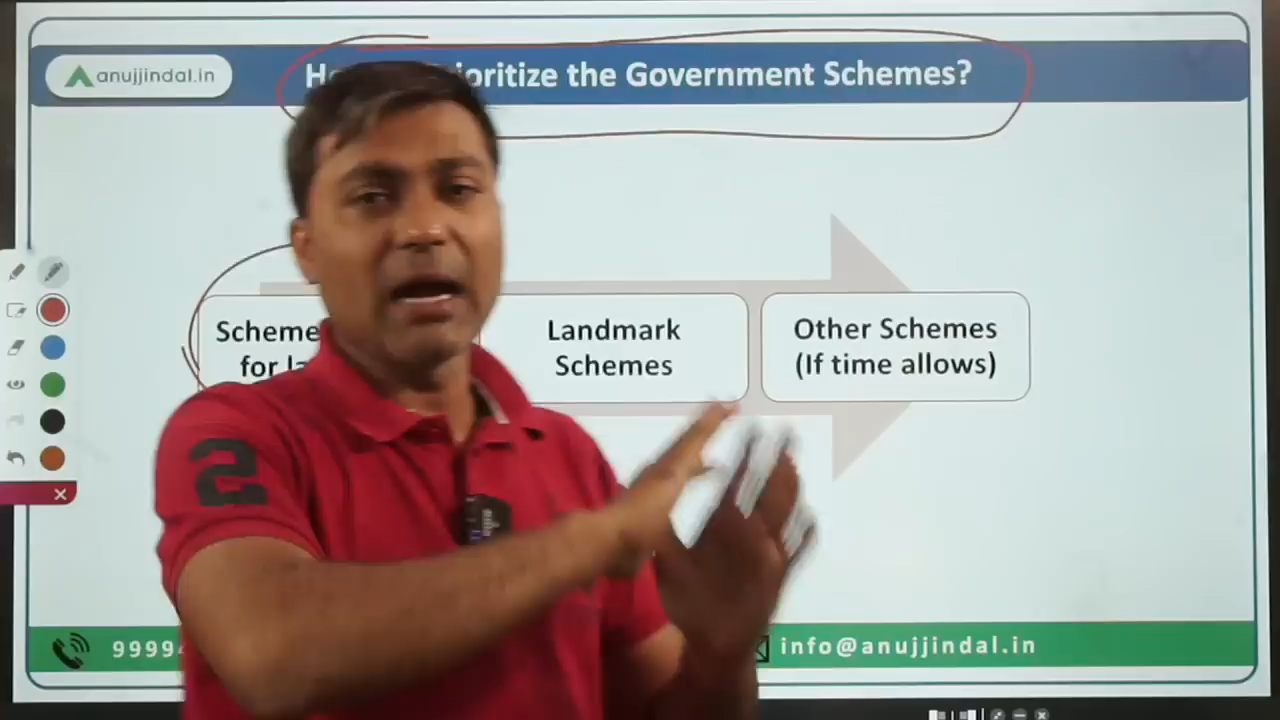 anujjindal.in
H ioritize the Government Schemes?
Scheme
for la
Landmark
Schemes
Other Schemes
(If time allows)
2
9999
info@anujjindal.in